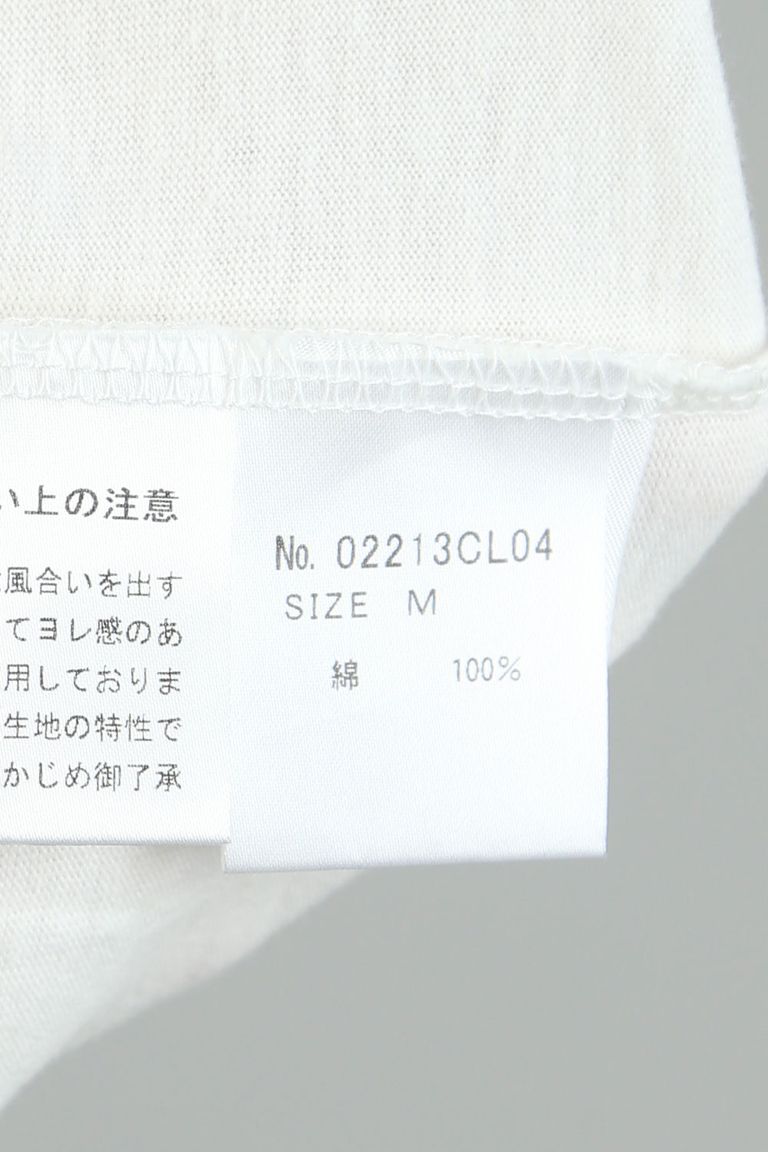 い上の注意
風合いを出す
てヨレ感のあ
用しておりま
生地の特性で
かじめ御了承
No. 02213CL04
SIZE M
綿 100%